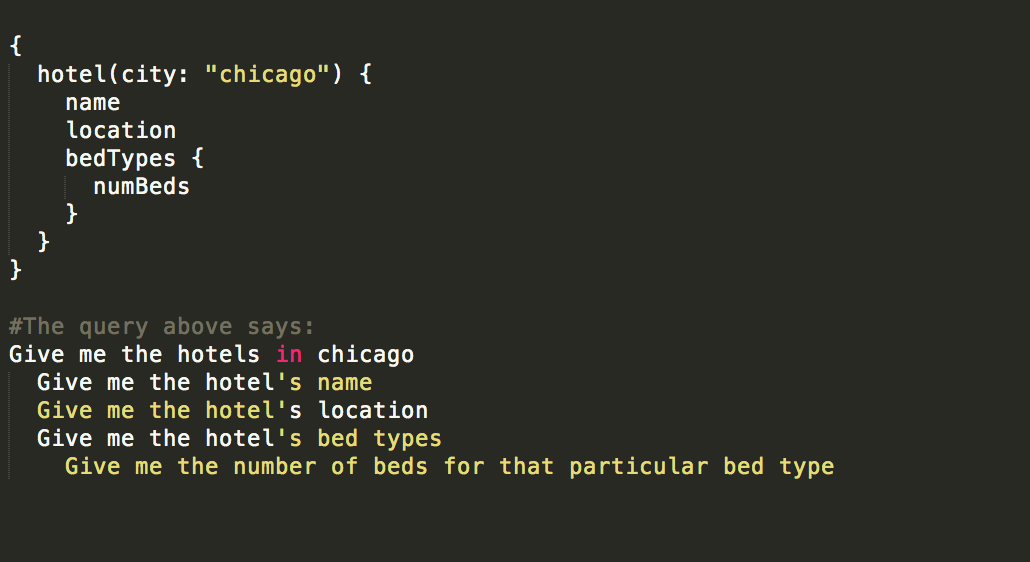 {
  hotel(city: "chicago") {
    name
    location
    bedTypes {
      numBeds
    }
  }
}
#The query above says:
Give me the hotels in chicago
  Give me the hotel's name
  Give me the hotel's location
  Give me the hotel's bed types
    Give me the number of beds for that particular bed type